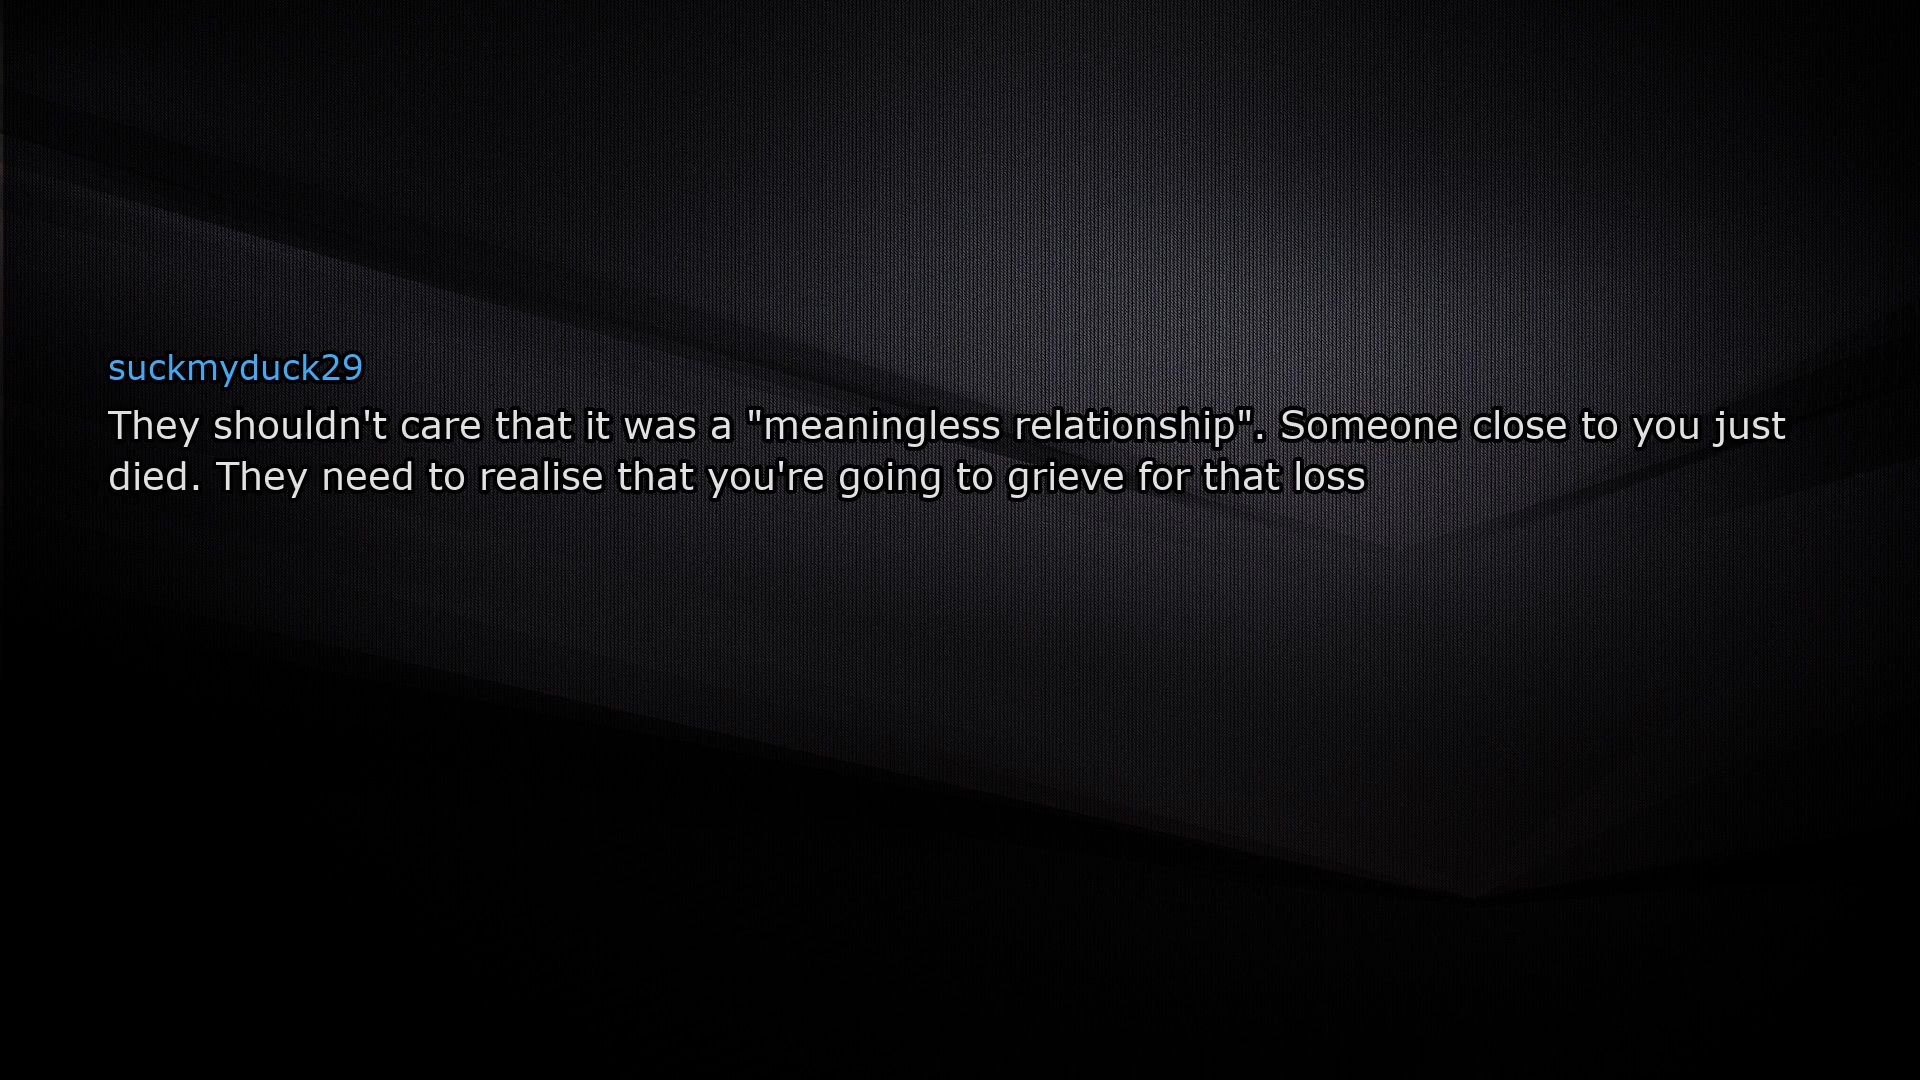 suckmyduck29
They shouldn't care that it was a "meaningless relationship". Someone close to you just
died. They need to realise that you're going to grieve for that loss